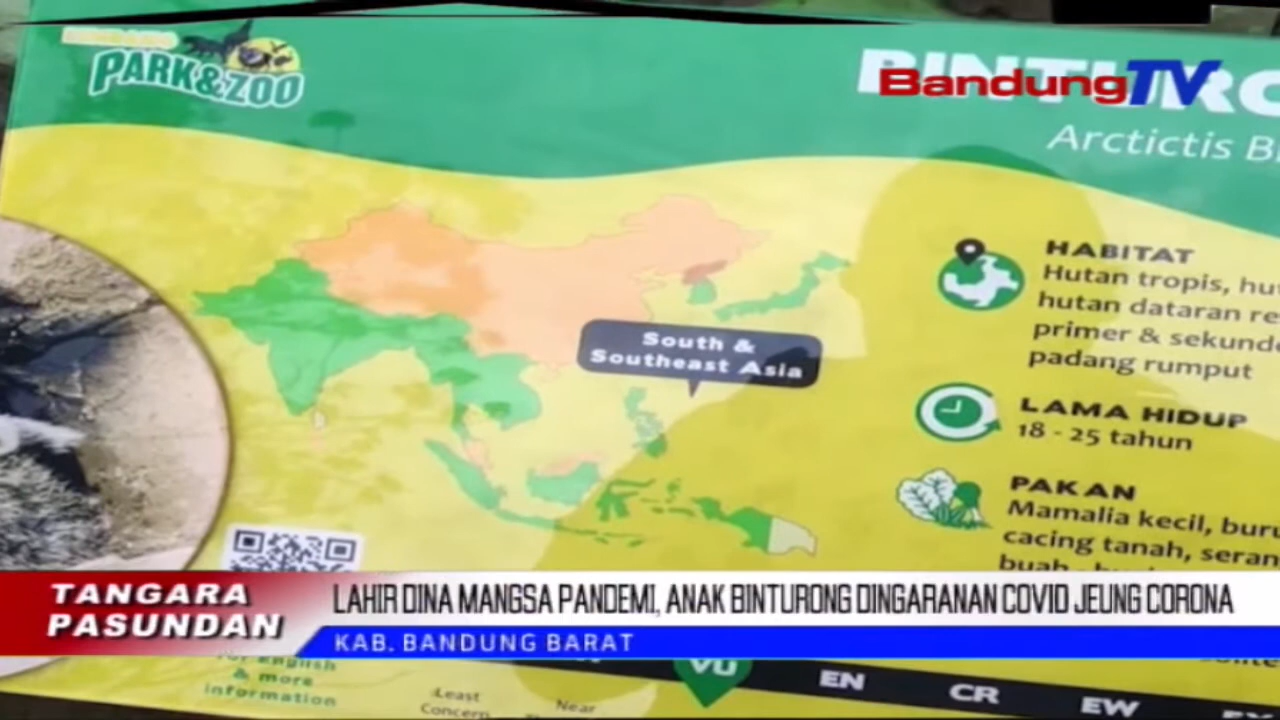 PARK&ZOO
BandungTV
Arctictis
HABITAT
Hutan tropis,
hutan dataran
primer &
padang rumput
South &
Southeast Asia
LAMA HIDUP
18 - 25 tahun
PAKAN
Mamalia kecil,
cacing tanah,
TANGARA
PASUNDAN
LAHIR DINA MANGSA PANDEMI, ANAK BINTURONG DINGARANAN COVID JEUNG CORONA
KAB. BANDUNG BARAT
for english
& more
information
Least
Concern
Near
VU
EN
CR
EW